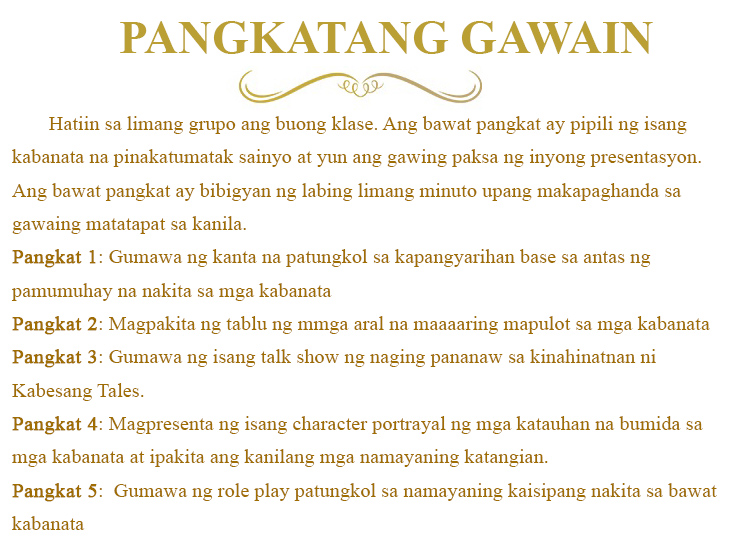 PANGKATANG GAWAIN
Hatiin sa limang grupo ang buong klase. Ang bawat pangkat ay pipili ng isang
kabanata na pinakatumatak sainyo at yun ang gawing paksa ng inyong presentasyon.
Ang bawat pangkat ay bibigyan ng labing limang minuto upang makapaghanda sa
gawaing matatapat sa kanila.
Pangkat 1: Gumawa ng kanta na patungkol sa kapangyarihan base sa antas ng
pamumuhay na nakita sa mga kabanata
Pangkat 2: Magpakita ng tablu ng mmga aral na maaaaring mapulot sa mga kabanata
Pangkat 3: Gumawa ng isang talk show ng naging pananaw sa kinahinatnan ni
Kabesang Tales.
Pangkat 4: Magpresenta ng isang character portrayal ng mga katauhan na bumida sa
mga kabanata at ipakita ang kanilang mga namayaning katangian.
Pangkat 5:  Gumawa ng role play patungkol sa namayaning kaisipang nakita sa bawat
kabanata